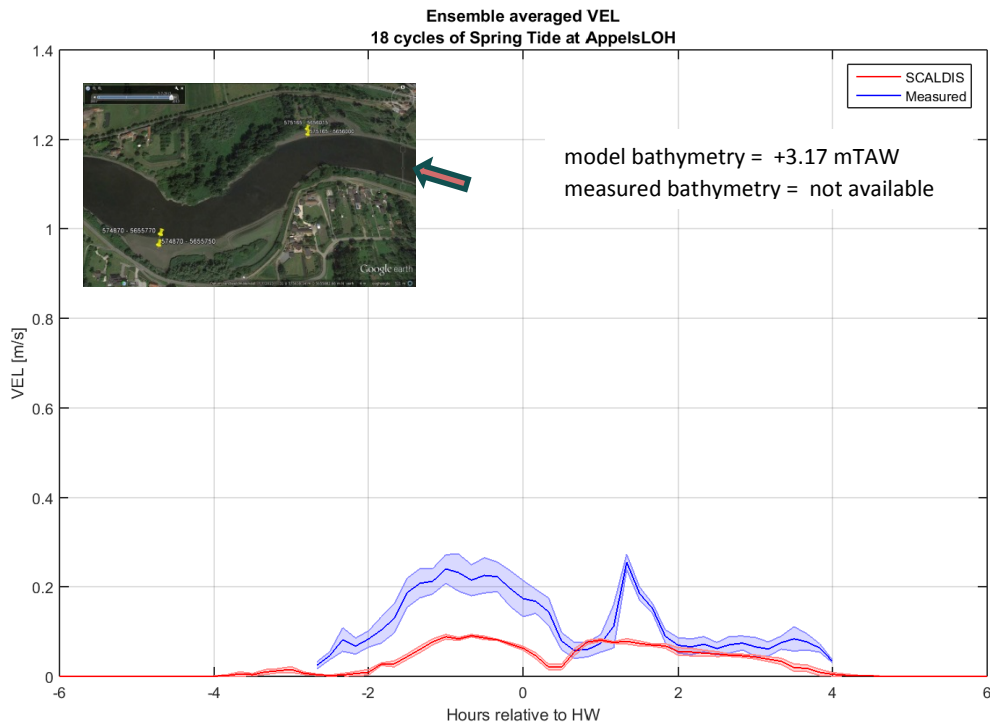 Ensemble averaged VEL
18 cycles of Spring Tide at AppelsLOH
1.4
1.2
1
0.8
0.6
0.4
0.2
0
VEL [m/s]
SCALDIS
Measured
model bathymetry = +3.17 mTAW
measured bathymetry = not available
574870 - 5655770
574870 - 5655750
Google earth
-6
-4
-2
0
2
4
6
Hours relative to HW